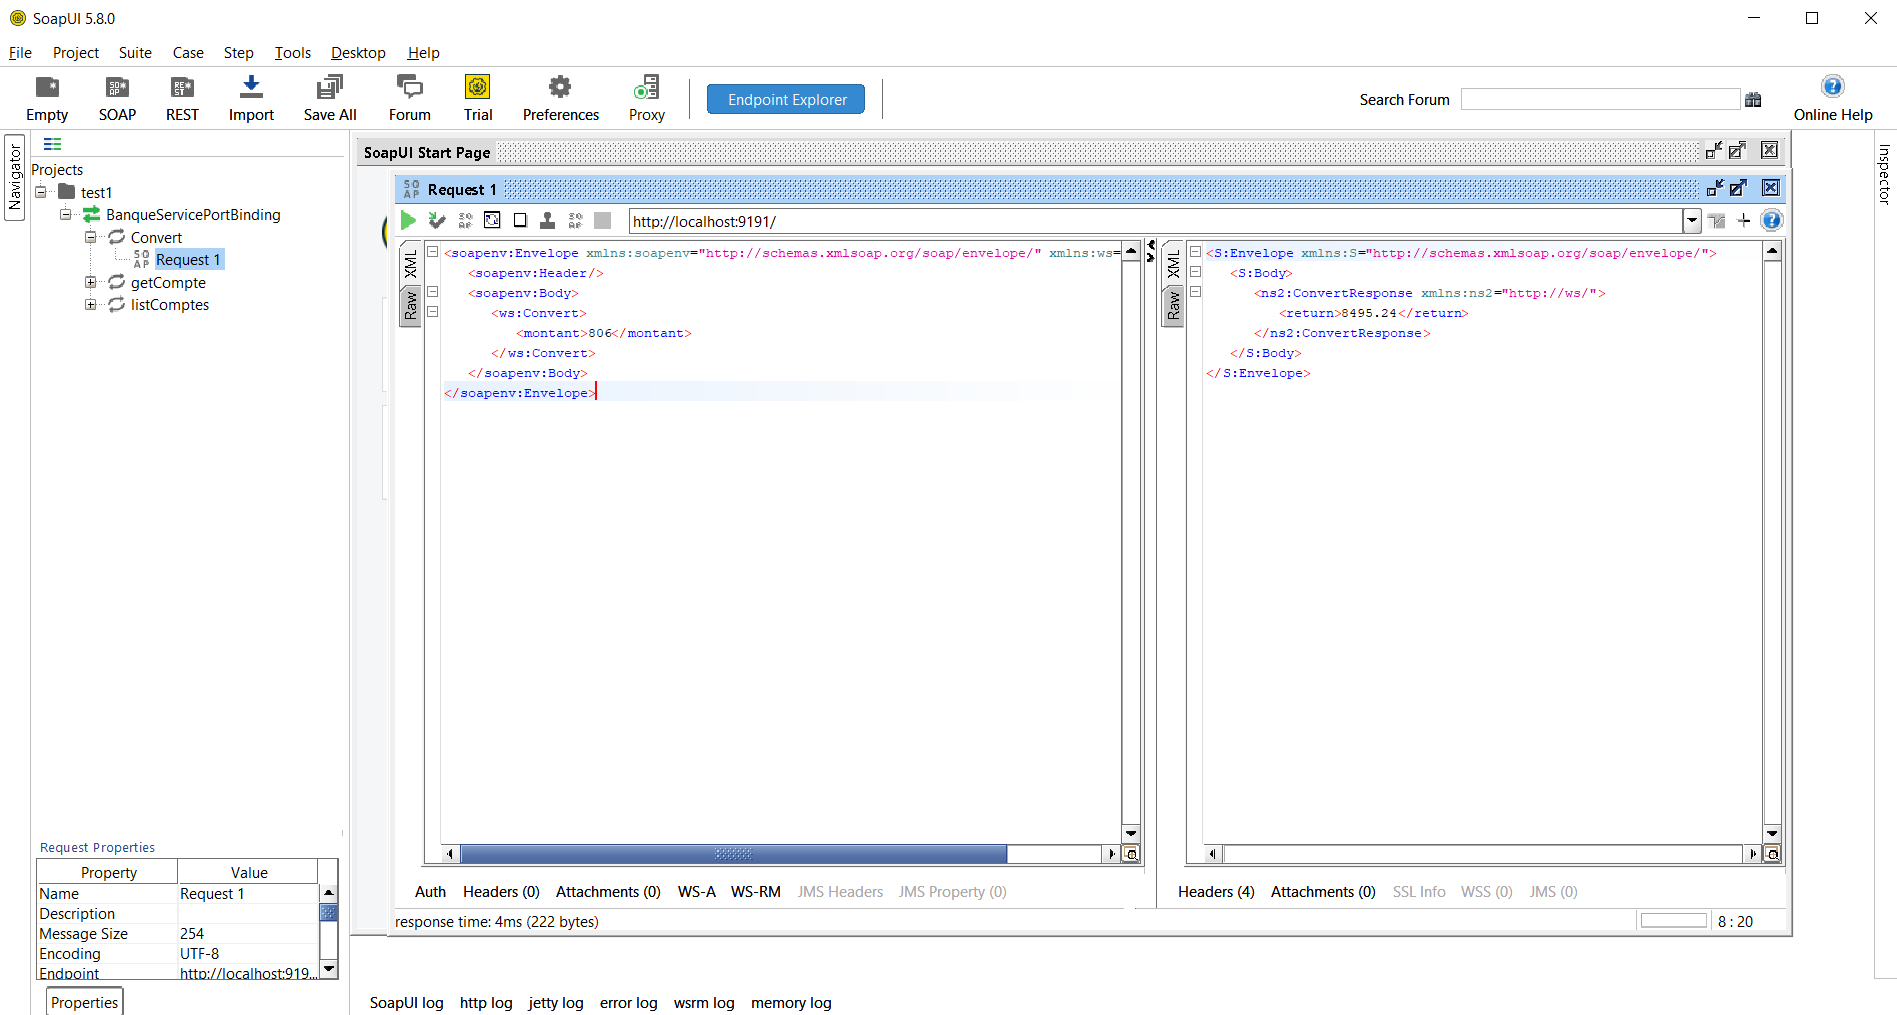 SoapUI 5.8.0
File Project Suite Case Step Tools Desktop Help
Empty SOAP REST Import Save All Forum Trial Preferences Proxy Endpoint Explorer Search Forum Online Help
Navigator
Projects
test1
BanqueServicePortBinding
Convert
Request 1
getCompte
listComptes
SoapUI Start Page
Request 1
http://localhost:9191/
XML
Raw
<soapenv:Envelope xmlns:soapenv="http://schemas.xmlsoap.org/soap/envelope/" xmlns:ws=
<soapenv:Header/>
<soapenv:Body>
<ws:Convert>
<montant>806</montant>
</ws:Convert>
</soapenv:Body>
</soapenv:Envelope>
XML
Raw
<S:Envelope xmlns:S="http://schemas.xmlsoap.org/soap/envelope/">
<S:Body>
<ns2:ConvertResponse xmlns:ns2="http://ws/">
<return>8495.24</return>
</ns2:ConvertResponse>
</S:Body>
</S:Envelope>
Inspector
Auth Headers (0) Attachments (0) WS-A WS-RM JMS Headers JMS Property (0)
Headers (4) Attachments (0) SSL Info WSS (0) JMS (0)
response time: 4ms (222 bytes)
8 : 20
Request Properties
Property Value
Name Request 1
Description
Message Size 254
Encoding UTF-8
Endpoint http://localhost:919...
Properties
SoapUI log http log jetty log error log wsrm log memory log